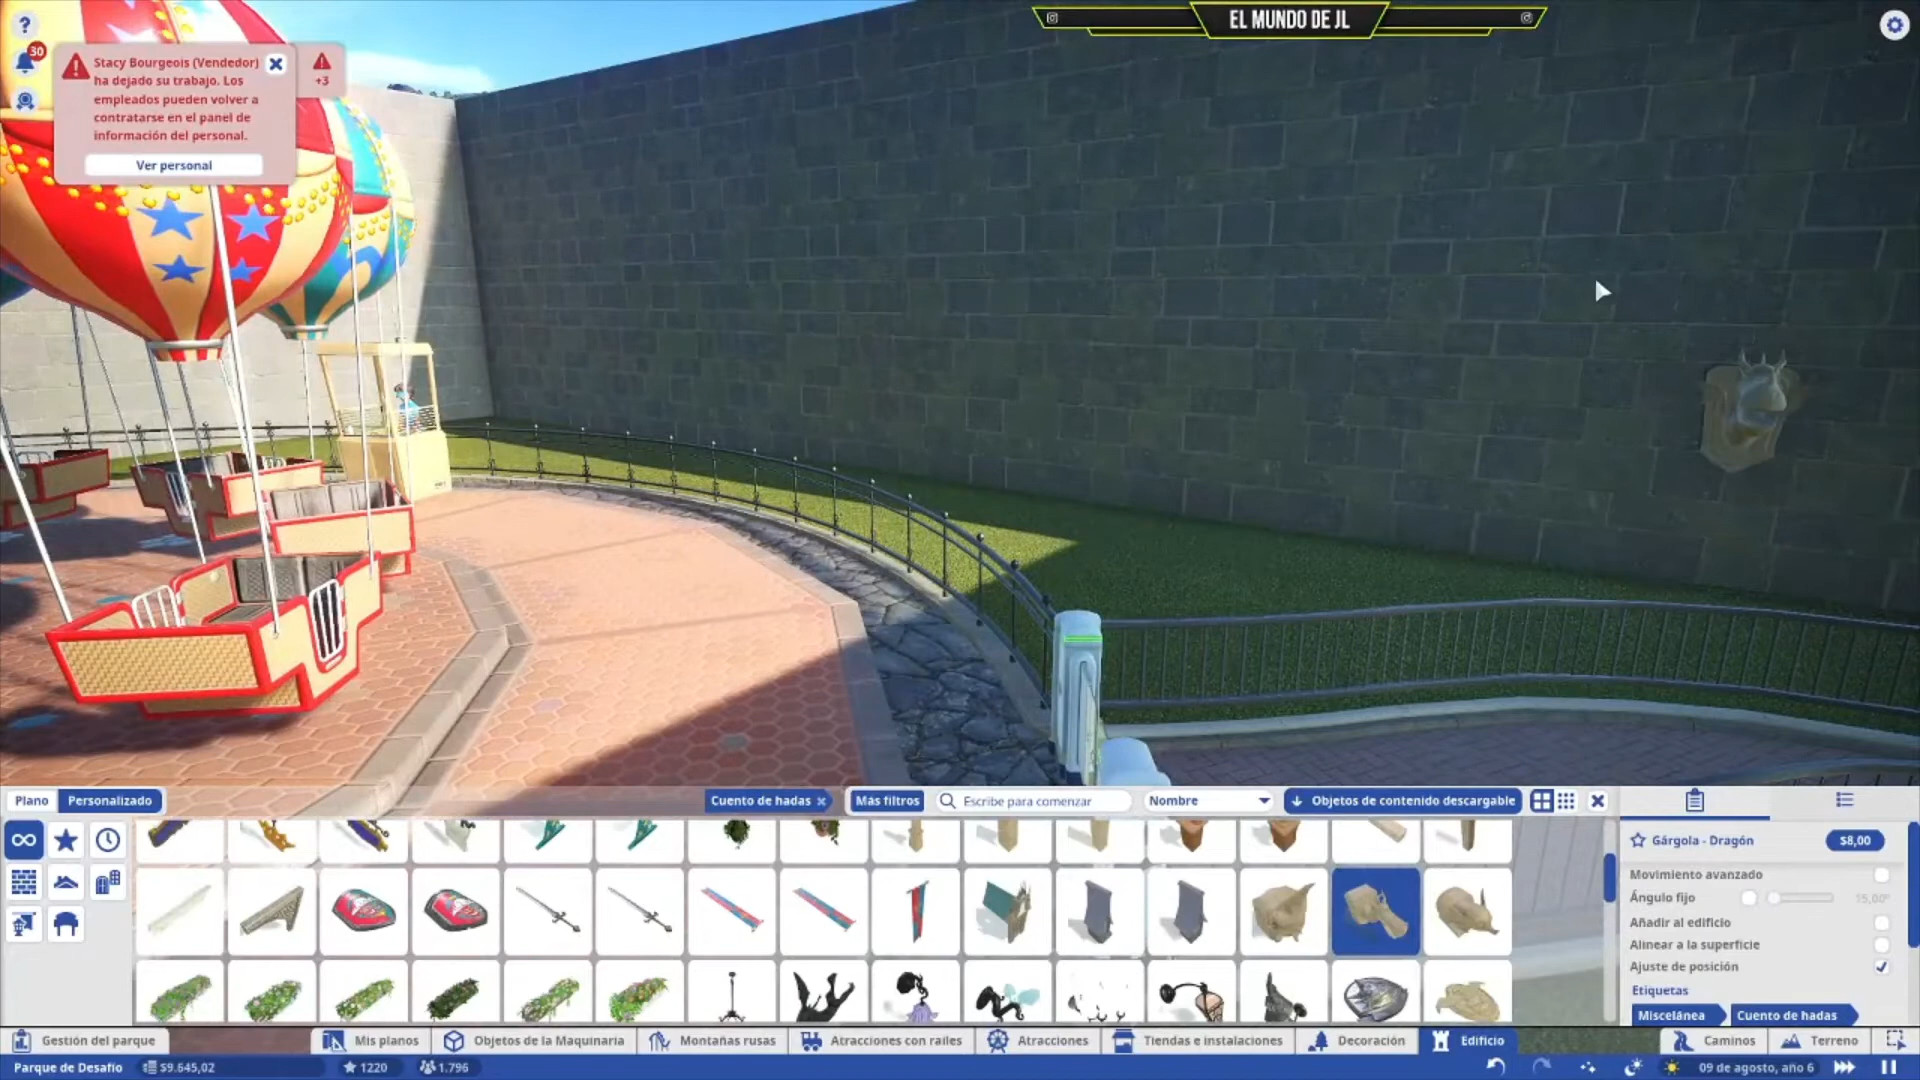 EL MUNDO DE JL
?
30
Stacy Bourgeois (Vendedor)
ha dejado su trabajo. Los
empleados pueden volver a
contratarse en el panel de
información del personal.
Ver personal
+3
Plano
Personalizado
Cuento de hadas
Más filtros
Escribe para comenzar
Nombre
Objetos de contenido descargable
Gárgola - Dragón
$8,00
Movimiento avanzado
Ángulo fijo
15,00°
Añadir al edificio
Alinear a la superficie
Ajuste de posición
Etiquetas
Miscelánea
Cuento de hadas
Gestión del parque
Mis planos
Objetos de la Maquinaria
Montañas rusas
Atracciones con raíles
Atracciones
Tiendas e instalaciones
Decoración
Edificio
Caminos
Terreno
Parque de Desafío
$9.645,02
1220
1.796
09 de agosto, año 6